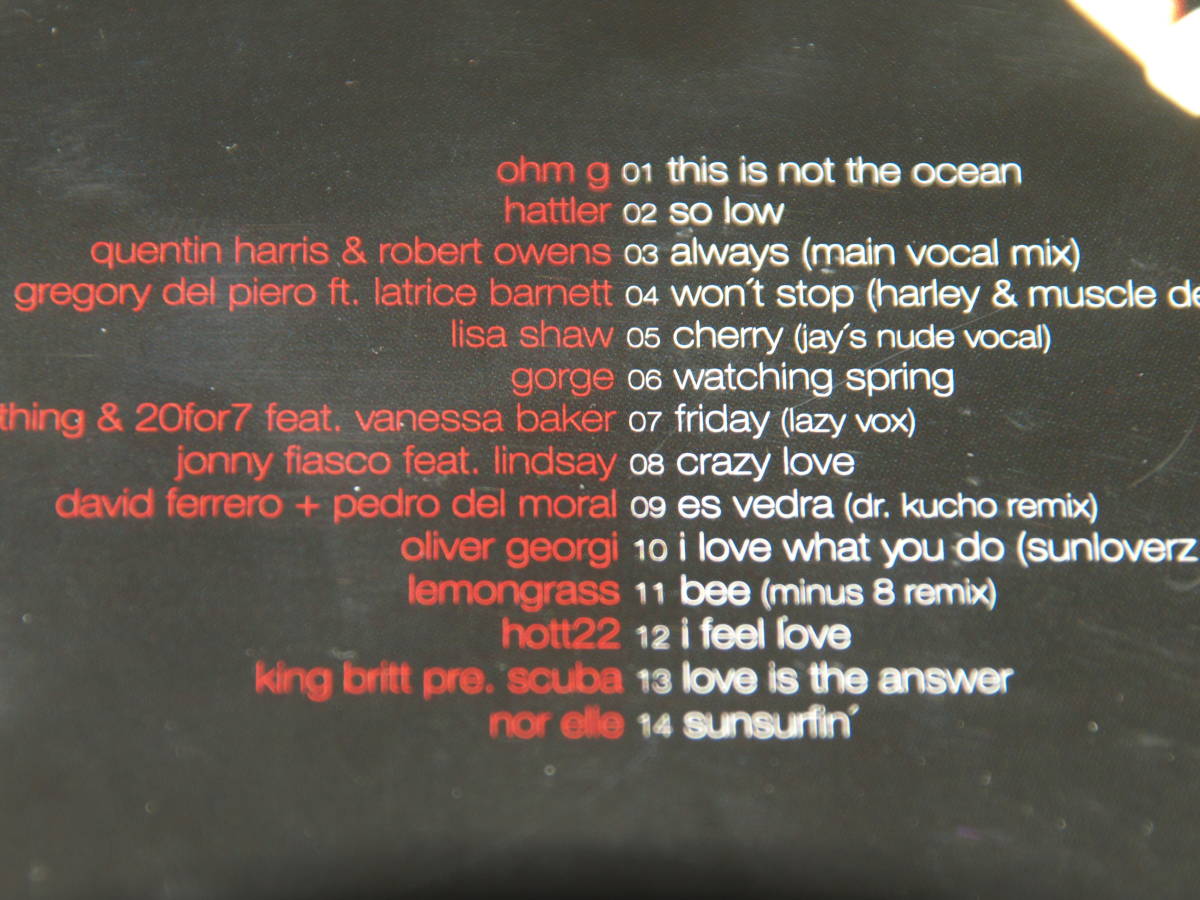 ohm g 01 this is not the ocean
hattler 02 so low
quentin harris & robert owens 03 always (main vocal mix)
gregory del piero ft. latrice barnett 04 won´t stop (harley & muscle de
lisa shaw 05 cherry (jay´s nude vocal)
gorge 06 watching spring
thing & 20for7 feat. vanessa baker 07 friday (lazy vox)
jonny fiasco feat. lindsay 08 crazy love
david ferrero + pedro del moral 09 es vedra (dr. kucho remix)
oliver georgi 10 i love what you do (sunloverz
lemongrass 11 bee (minus 8 remix)
hott22 12 i feel love
king britt pre. scuba 13 love is the answer
nor elle 14 sunsurfin´